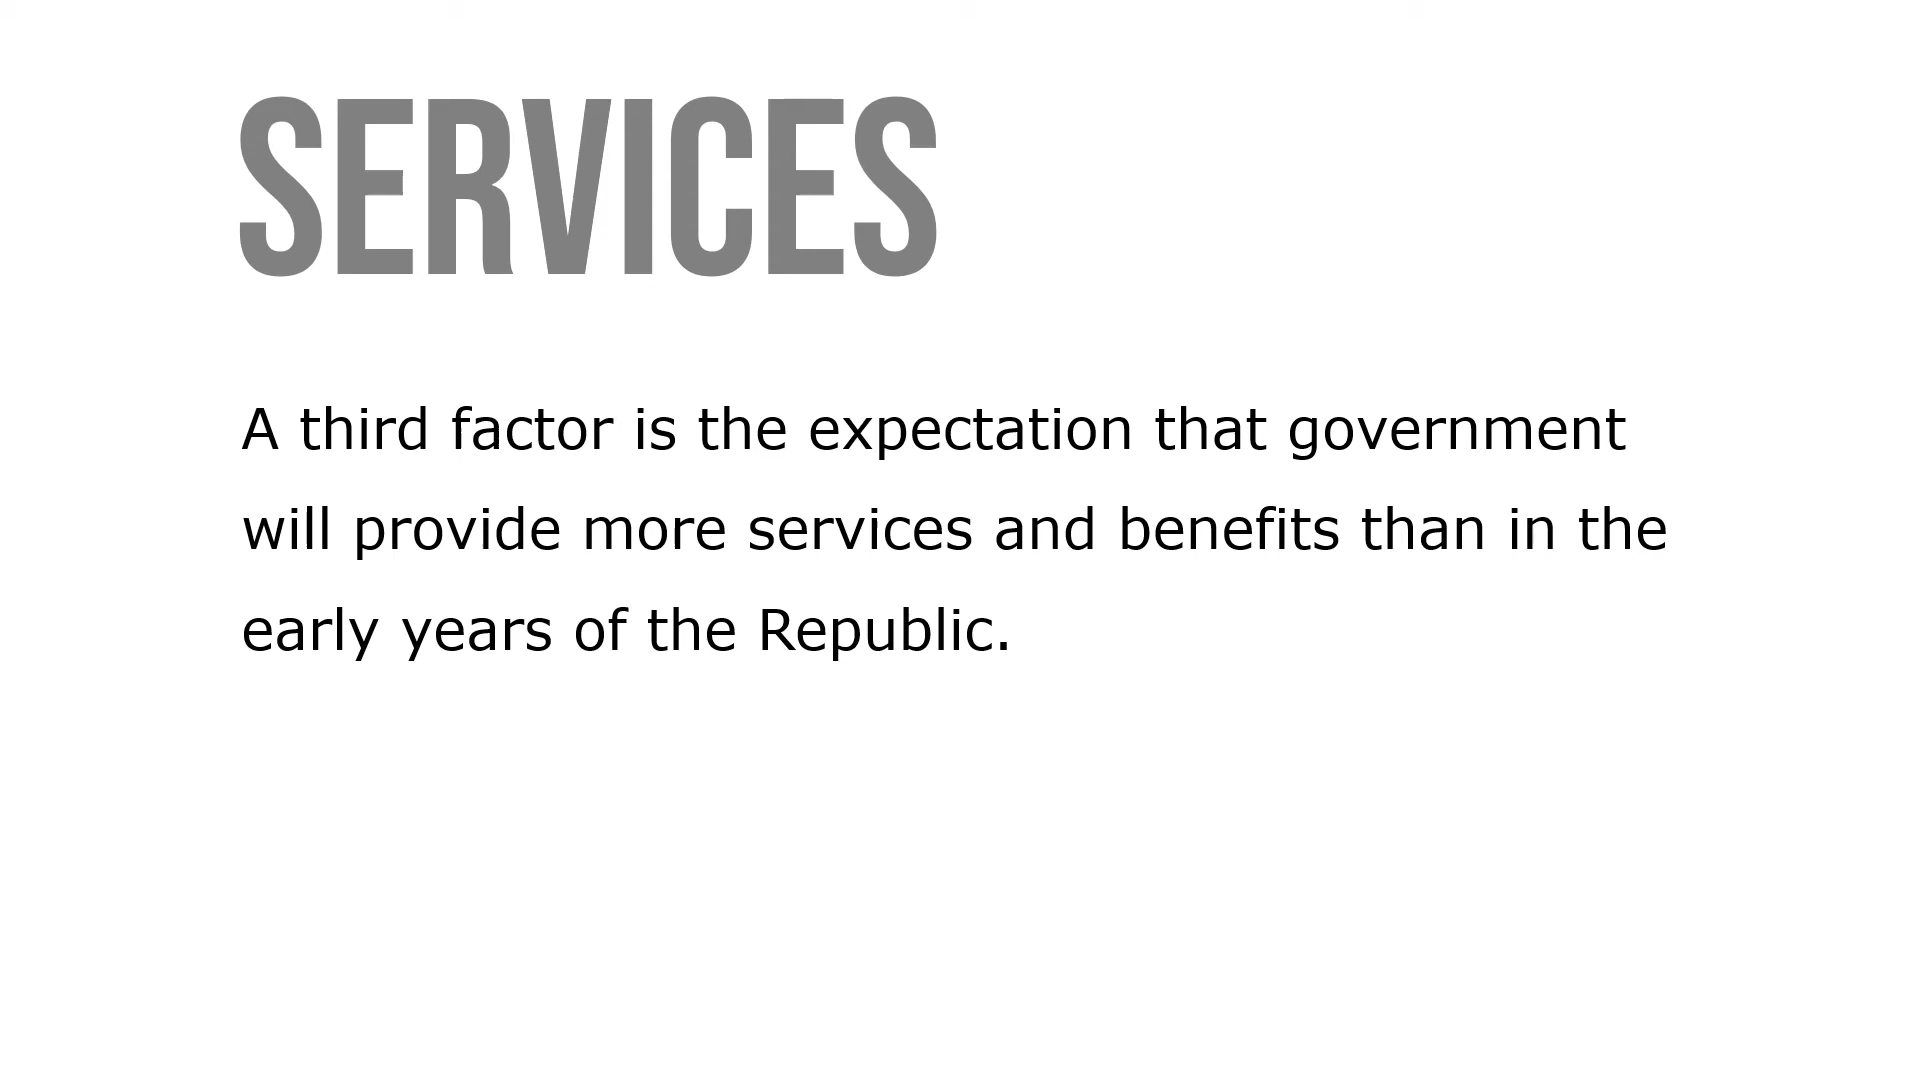 SERVICES
A third factor is the expectation that government
will provide more services and benefits than in the
early years of the Republic.